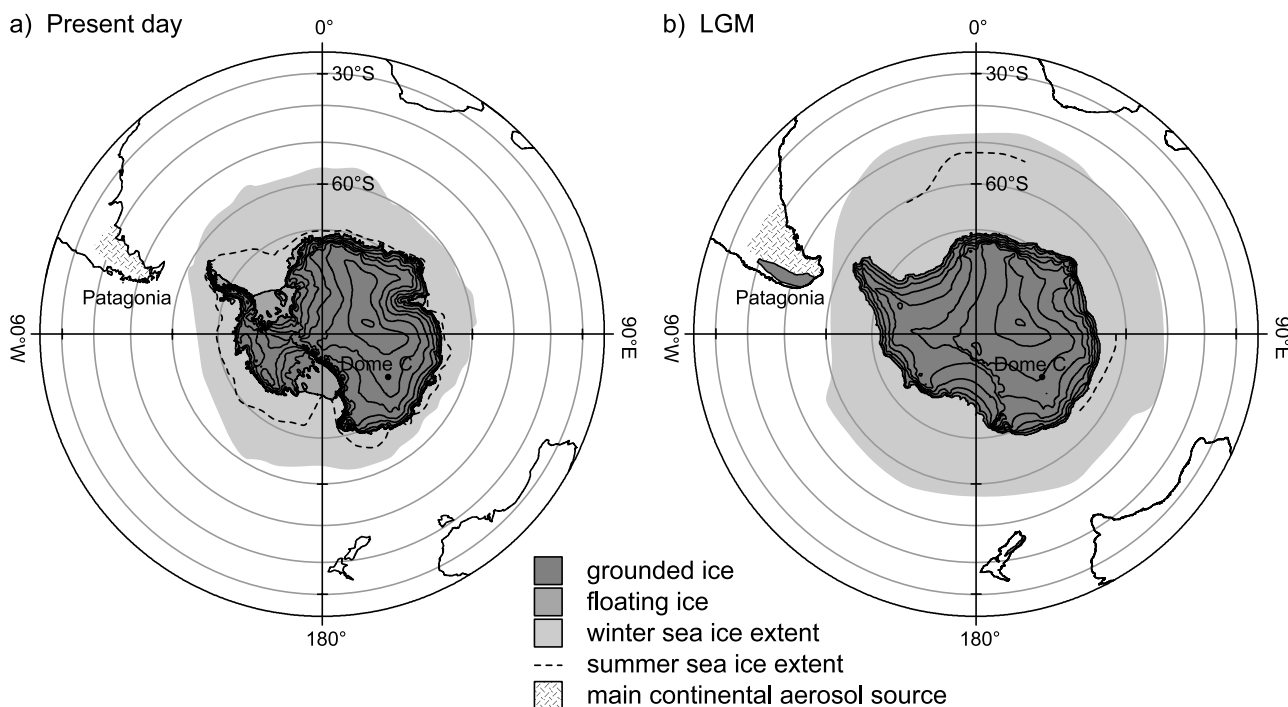 a) Present day
b) LGM
0°
30°S
60°S
Patagonia
90°W
90°E
Dome C
180°
0°
30°S
60°S
Patagonia
90°W
90°E
Dome C
180°
grounded ice
floating ice
winter sea ice extent
summer sea ice extent
main continental aerosol source